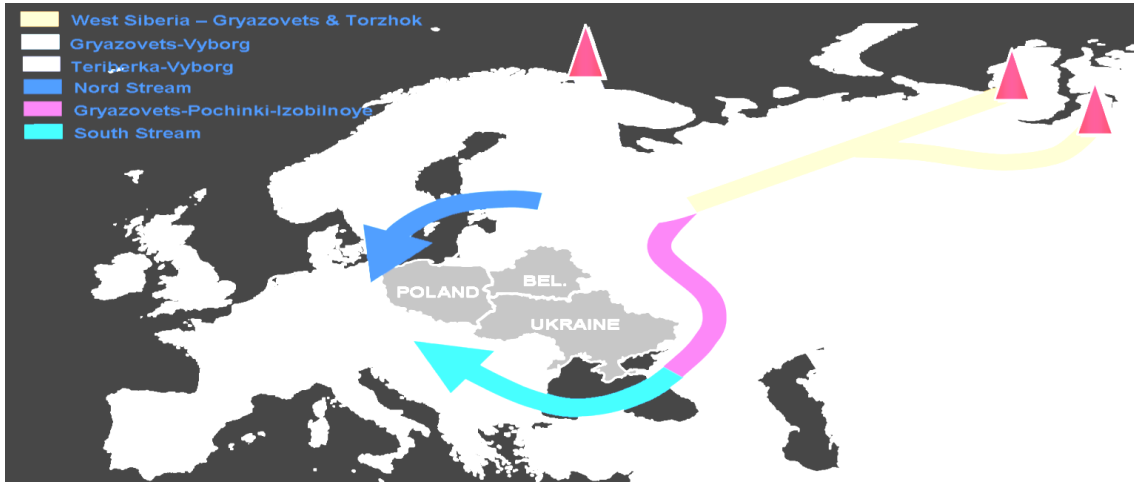 West Siberia – Gryazovets & Torzhok
Gryazovets-Vyborg
Teriberka-Vyborg
Nord Stream
Gryazovets-Pochinki-Izobilnoye
South Stream
POLAND
BEL.
UKRAINE